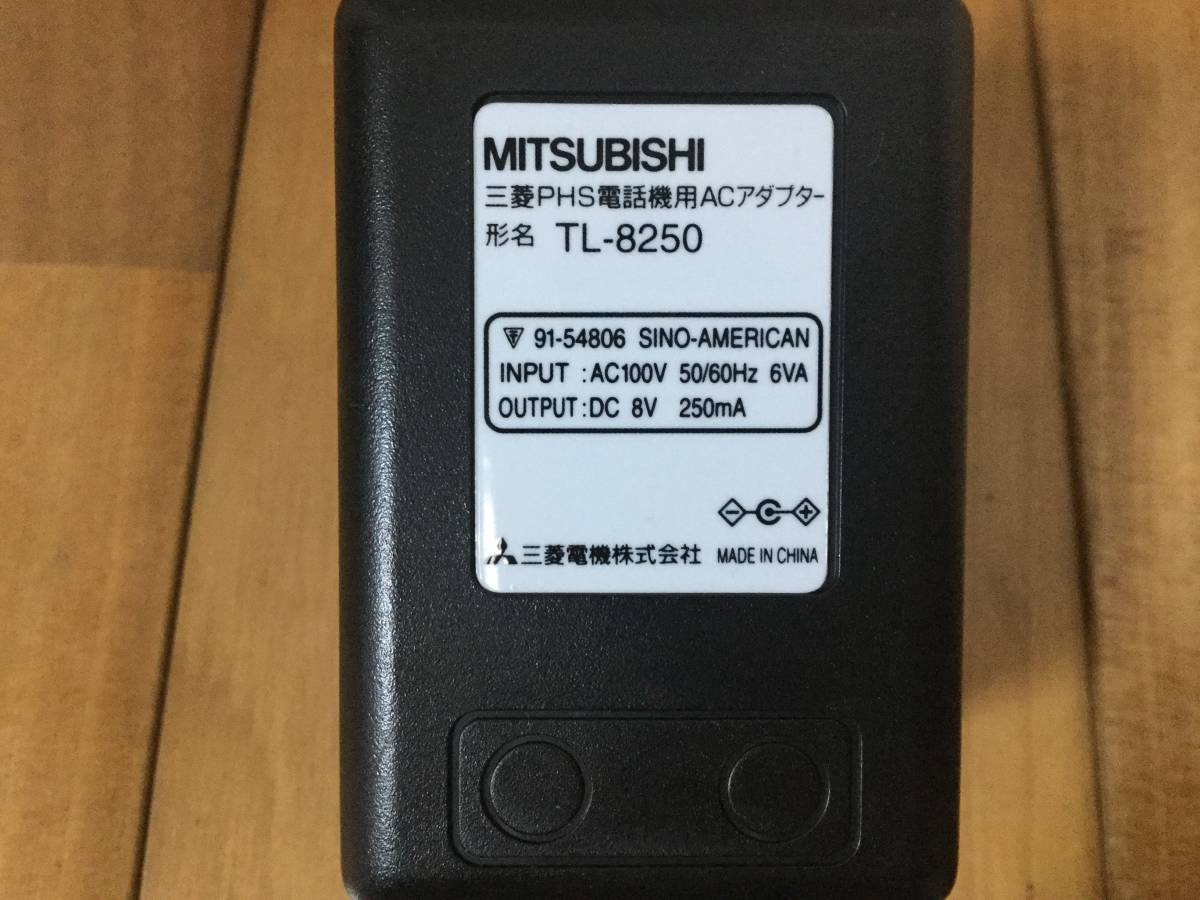 MITSUBISHI
三菱PHS電話機用ACアダプター
形名 TL-8250
91-54806 SINO-AMERICAN
INPUT :AC100V 50/60Hz 6VA
OUTPUT:DC 8V 250mA
三菱電機株式会社 MADE IN CHINA